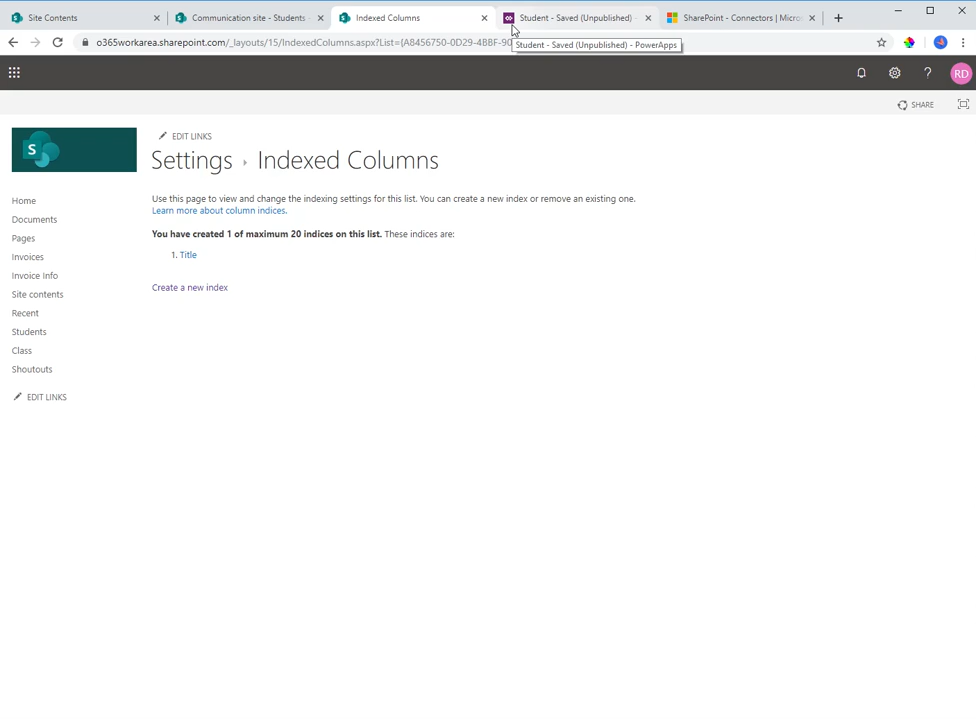 Site Contents
Communication site - Students
Indexed Columns
Student - Saved (Unpublished) -
SharePoint - Connectors | Micro
o365workarea.sharepoint.com/_layouts/15/IndexedColumns.aspx?List={A8456750-0D29-4BBF-90
Student - Saved (Unpublished) - PowerApps
RD
SHARE
S
EDIT LINKS
Settings › Indexed Columns
Home
Documents
Pages
Invoices
Invoice Info
Site contents
Recent
Students
Class
Shoutouts
EDIT LINKS
Use this page to view and change the indexing settings for this list. You can create a new index or remove an existing one.
Learn more about column indices.
You have created 1 of maximum 20 indices on this list. These indices are:
1. Title
Create a new index